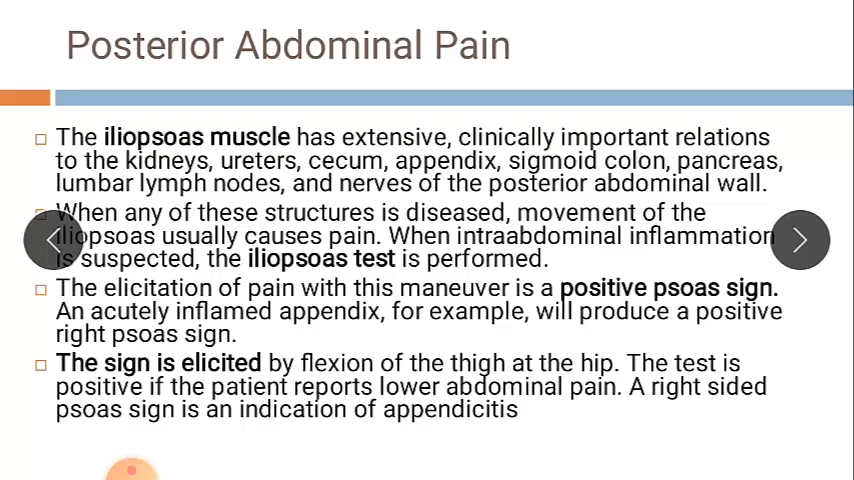 Posterior Abdominal Pain
The iliopsoas muscle has extensive, clinically important relations
to the kidneys, ureters, cecum, appendix, sigmoid colon, pancreas,
lumbar lymph nodes, and nerves of the posterior abdominal wall.
When any of these structures is diseased, movement of the
iliopsoas usually causes pain. When intraabdominal inflammation
is suspected, the iliopsoas test is performed.
The elicitation of pain with this maneuver is a positive psoas sign.
An acutely inflamed appendix, for example, will produce a positive
right psoas sign.
The sign is elicited by flexion of the thigh at the hip. The test is
positive if the patient reports lower abdominal pain. A right sided
psoas sign is an indication of appendicitis